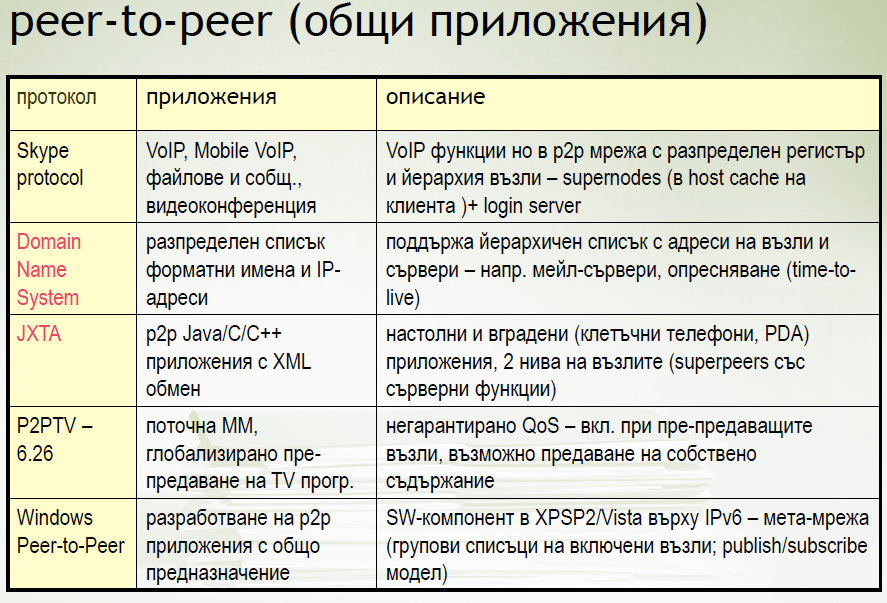 peer-to-peer (общи приложения)
протокол
приложения
описание
Skype
protocol
VoIP, Mobile VoIP,
файлове и собщ.,
видеоконференция
VoIP функции но в p2p мрежа с разпределен регистър
и йерархия възли – supernodes (в host cache на
клиента )+ login server
Domain
Name
System
разпределен списък
форматни имена и IP-
адреси
поддържа йерархичен списък с адреси на възли и
сървери – напр. мейл-сървери, опресняване (time-to-
live)
JXTA
p2p Java/C/C++
приложения с XML
обмен
настолни и вградени (клетъчни телефони, PDA)
приложения, 2 нива на възлите (superpeers със
сърверни функции)
P2PTV –
6.26
поточна ММ,
глобализирано пре-
предаване на TV прогр.
негарантирано QoS – вкл. при пре-предаващите
възли, възможно предаване на собствено
съдържание
Windows
Peer-to-Peer
разработване на p2p
приложения с общо
предназначение
SW-компонент в XPSP2/Vista върху IPv6 – мета-мрежа
(групови списъци на включени възли; publish/subscribe
модел)